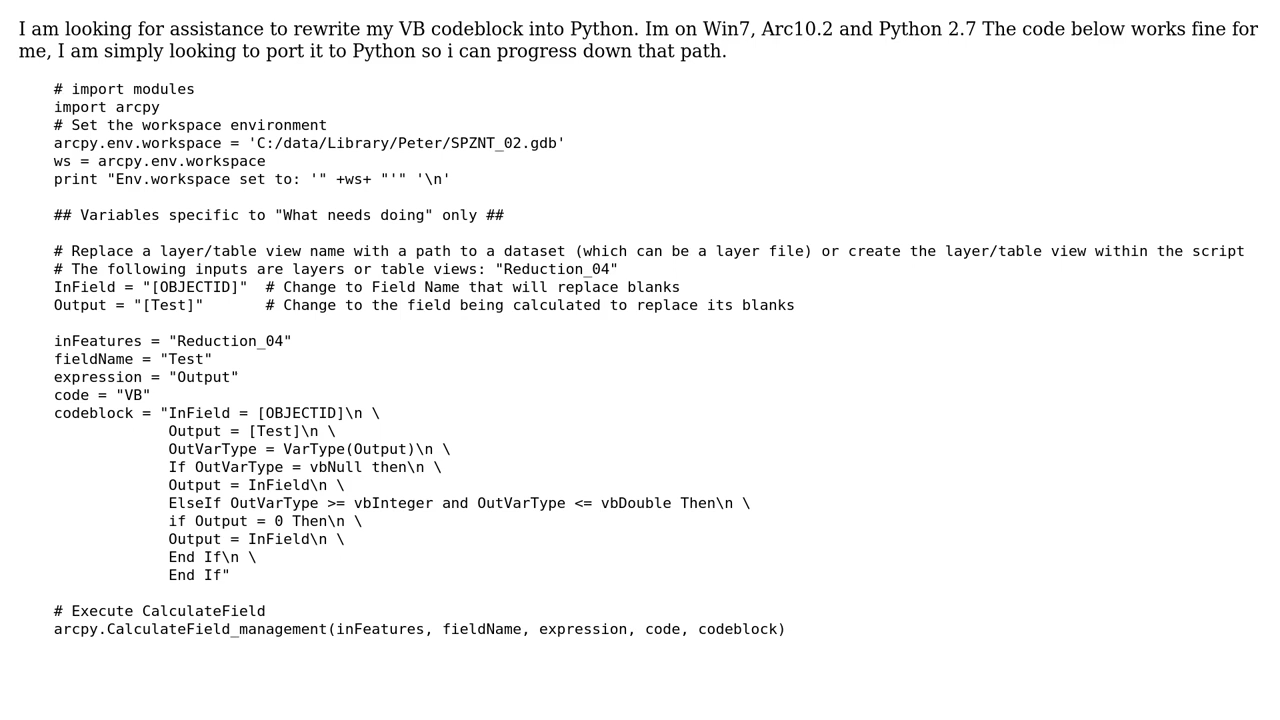 I am looking for assistance to rewrite my VB codeblock into Python. Im on Win7, Arc10.2 and Python 2.7 The code below works fine for
me, I am simply looking to port it to Python so i can progress down that path.
# import modules
import arcpy
# Set the workspace environment
arcpy.env.workspace = 'C:/data/Library/Peter/SPZNT_02.gdb'
ws = arcpy.env.workspace
print "Env.workspace set to: '" +ws+ "'" '\n'
## Variables specific to "What needs doing" only ##
# Replace a layer/table view name with a path to a dataset (which can be a layer file) or create the layer/table view within the script
# The following inputs are layers or table views: "Reduction_04"
InField = "[OBJECTID]"  # Change to Field Name that will replace blanks
Output = "[Test]"       # Change to the field being calculated to replace its blanks
inFeatures = "Reduction_04"
fieldName = "Test"
expression = "Output"
code = "VB"
codeblock = "InField = [OBJECTID]\n \
             Output = [Test]\n \
             OutVarType = VarType(Output)\n \
             If OutVarType = vbNull then\n \
             Output = InField\n \
             ElseIf OutVarType >= vbInteger and OutVarType <= vbDouble Then\n \
             if Output = 0 Then\n \
             Output = InField\n \
             End If\n \
             End If"
# Execute CalculateField
arcpy.CalculateField_management(inFeatures, fieldName, expression, code, codeblock)